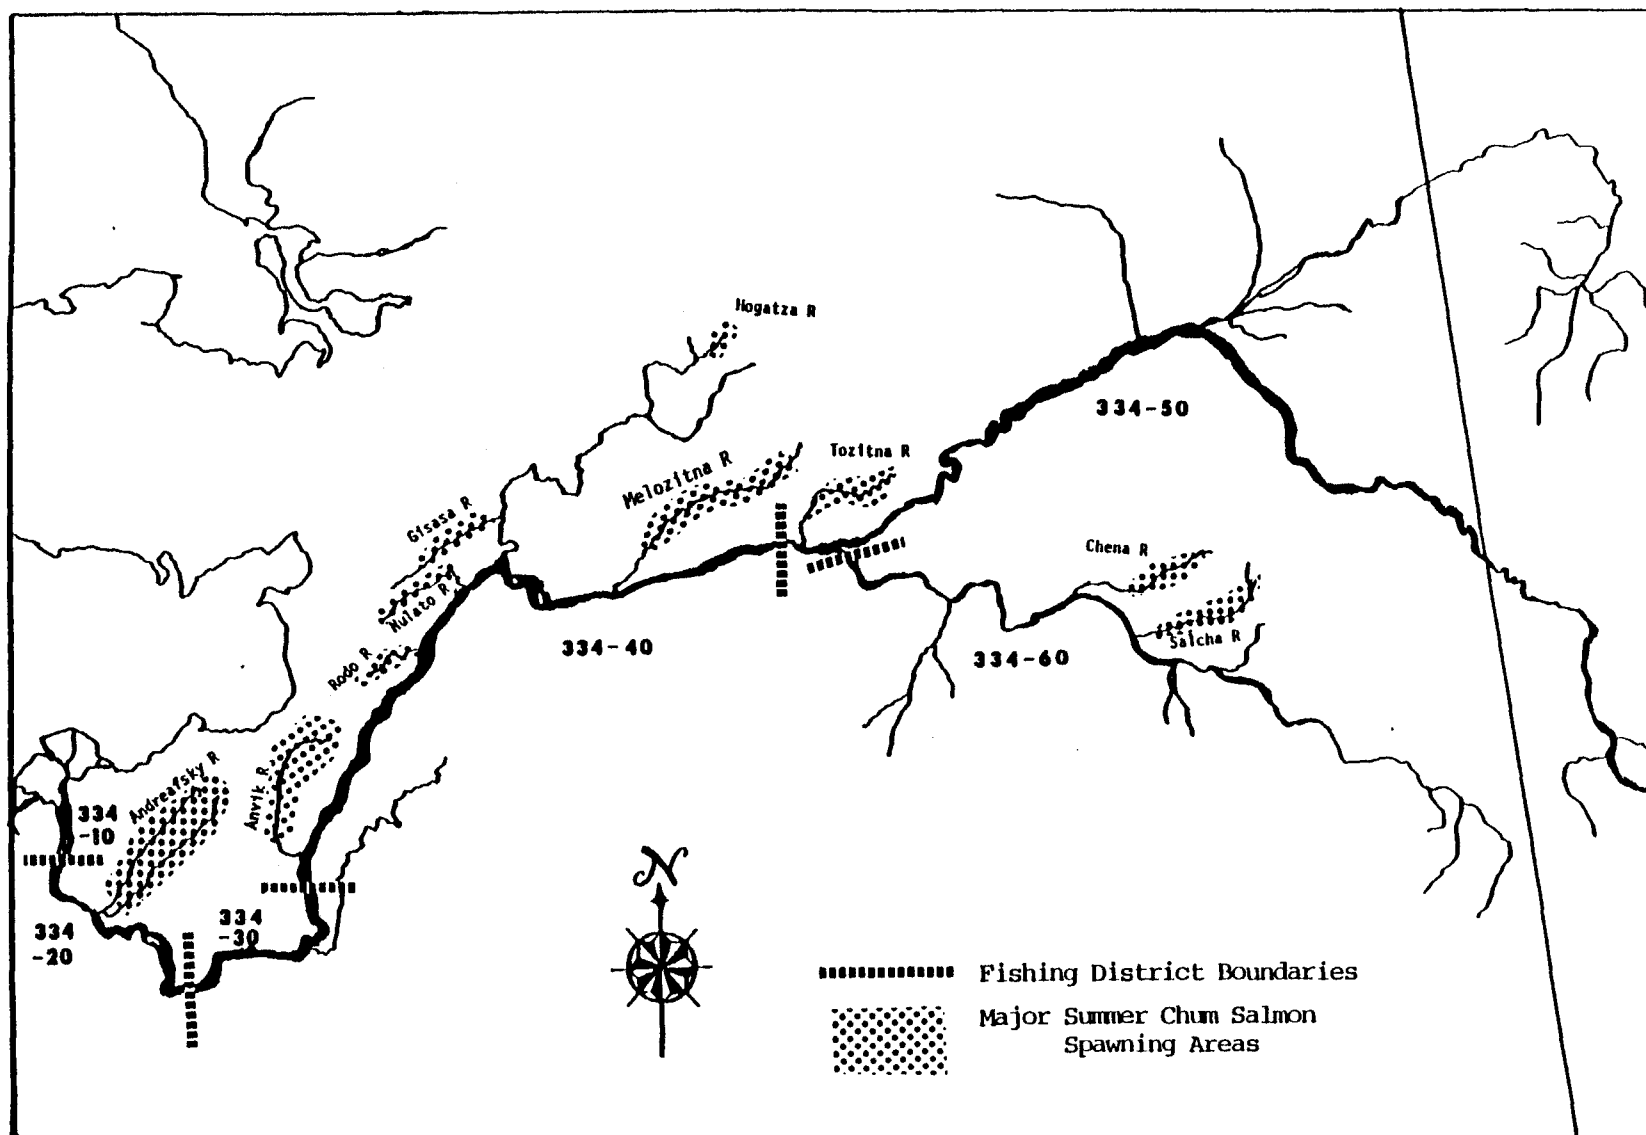 Hogatza R
334-50
Tozitna R
Melozitna R
Gisasa R
Chena R
Nulato R
Salcha R
334-40
334-60
Rodo R
Andreafsky R
Anvik R
334
-10
334
-30
334
-20
N
Fishing District Boundaries
Major Summer Chum Salmon
Spawning Areas